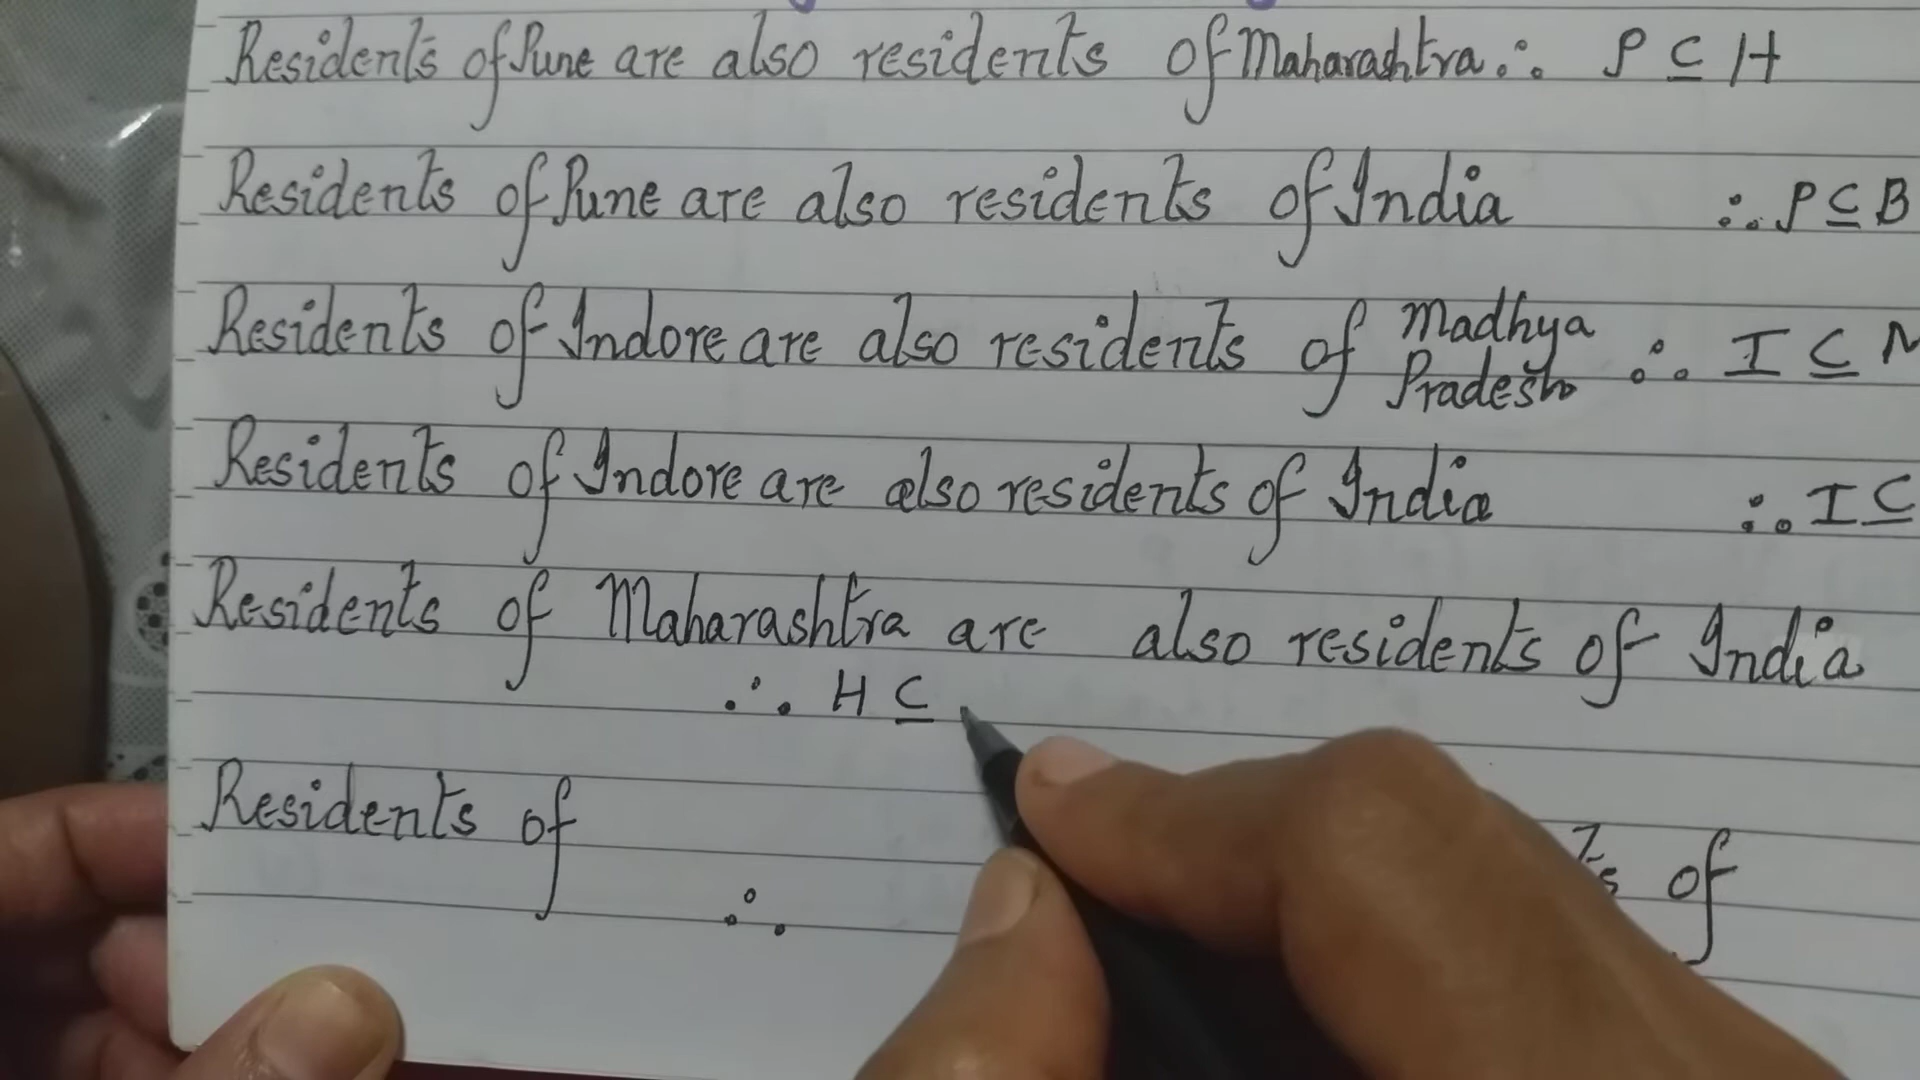 Residents of Pune are also residents of Maharashtra ∴ P ⊆ H
Residents of Pune are also residents of India ∴ P ⊆ B
Residents of Indore are also residents of Madhya Pradesh ∴ I ⊆
Residents of Indore are also residents of India ∴ I ⊆
Residents of Maharashtra are also residents of India
∴ H ⊆
Residents of of
∴